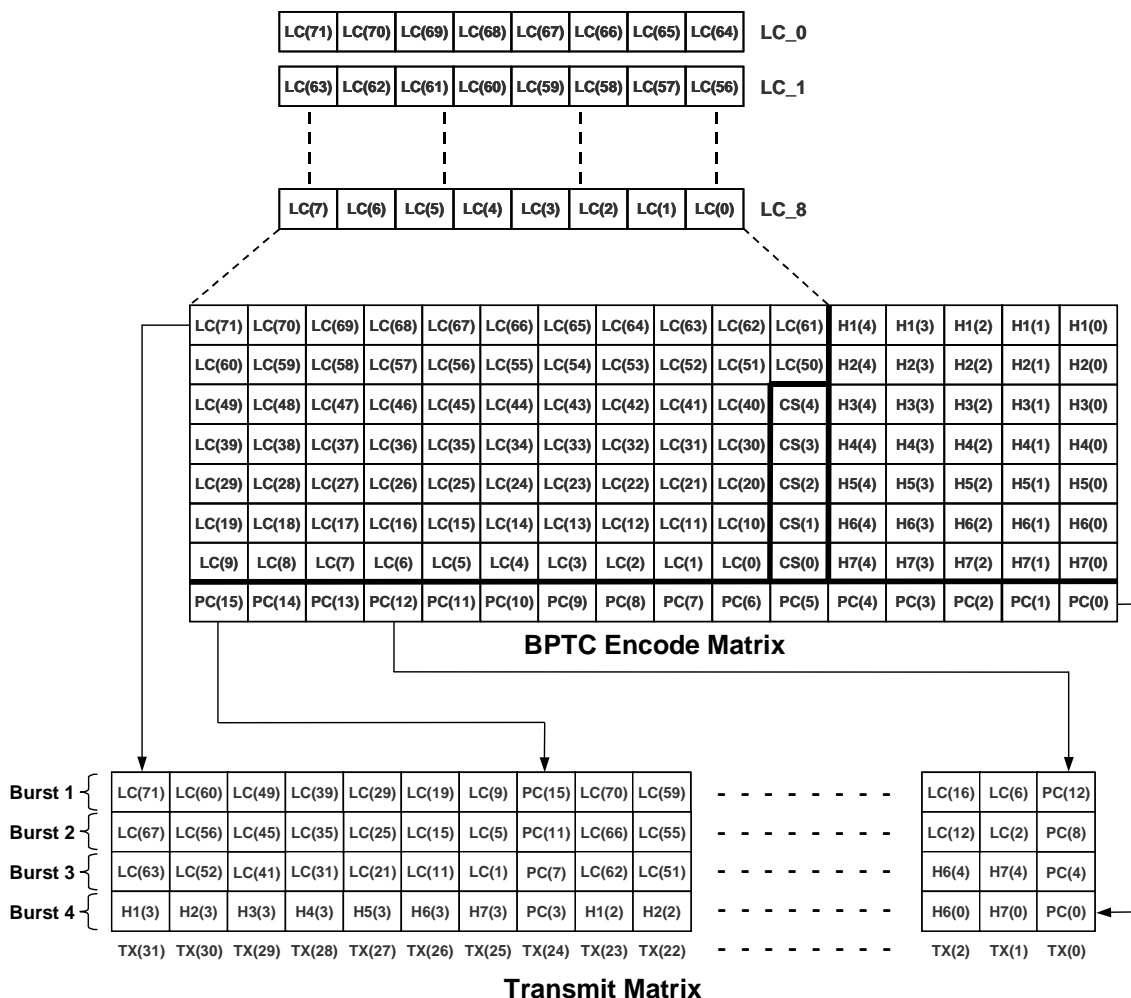 LC(71) LC(70) LC(69) LC(68) LC(67) LC(66) LC(65) LC(64) LC_0
LC(63) LC(62) LC(61) LC(60) LC(59) LC(58) LC(57) LC(56) LC_1
LC(7) LC(6) LC(5) LC(4) LC(3) LC(2) LC(1) LC(0) LC_8
LC(71) LC(70) LC(69) LC(68) LC(67) LC(66) LC(65) LC(64) LC(63) LC(62) LC(61) H1(4) H1(3) H1(2) H1(1) H1(0)
LC(60) LC(59) LC(58) LC(57) LC(56) LC(55) LC(54) LC(53) LC(52) LC(51) LC(50) H2(4) H2(3) H2(2) H2(1) H2(0)
LC(49) LC(48) LC(47) LC(46) LC(45) LC(44) LC(43) LC(42) LC(41) LC(40) CS(4) H3(4) H3(3) H3(2) H3(1) H3(0)
LC(39) LC(38) LC(37) LC(36) LC(35) LC(34) LC(33) LC(32) LC(31) LC(30) CS(3) H4(4) H4(3) H4(2) H4(1) H4(0)
LC(29) LC(28) LC(27) LC(26) LC(25) LC(24) LC(23) LC(22) LC(21) LC(20) CS(2) H5(4) H5(3) H5(2) H5(1) H5(0)
LC(19) LC(18) LC(17) LC(16) LC(15) LC(14) LC(13) LC(12) LC(11) LC(10) CS(1) H6(4) H6(3) H6(2) H6(1) H6(0)
LC(9) LC(8) LC(7) LC(6) LC(5) LC(4) LC(3) LC(2) LC(1) LC(0) CS(0) H7(4) H7(3) H7(2) H7(1) H7(0)
PC(15) PC(14) PC(13) PC(12) PC(11) PC(10) PC(9) PC(8) PC(7) PC(6) PC(5) PC(4) PC(3) PC(2) PC(1) PC(0)
BPTC Encode Matrix
Burst 1 LC(71) LC(60) LC(49) LC(39) LC(29) LC(19) LC(9) PC(15) LC(70) LC(59) LC(16) LC(6) PC(12)
Burst 2 LC(67) LC(56) LC(45) LC(35) LC(25) LC(15) LC(5) PC(11) LC(66) LC(55) LC(12) LC(2) PC(8)
Burst 3 LC(63) LC(52) LC(41) LC(31) LC(21) LC(11) LC(1) PC(7) LC(62) LC(51) H6(4) H7(4) PC(4)
Burst 4 H1(3) H2(3) H3(3) H4(3) H5(3) H6(3) H7(3) PC(3) H1(2) H2(2) H6(0) H7(0) PC(0)
TX(31) TX(30) TX(29) TX(28) TX(27) TX(26) TX(25) TX(24) TX(23) TX(22) TX(2) TX(1) TX(0)
Transmit Matrix